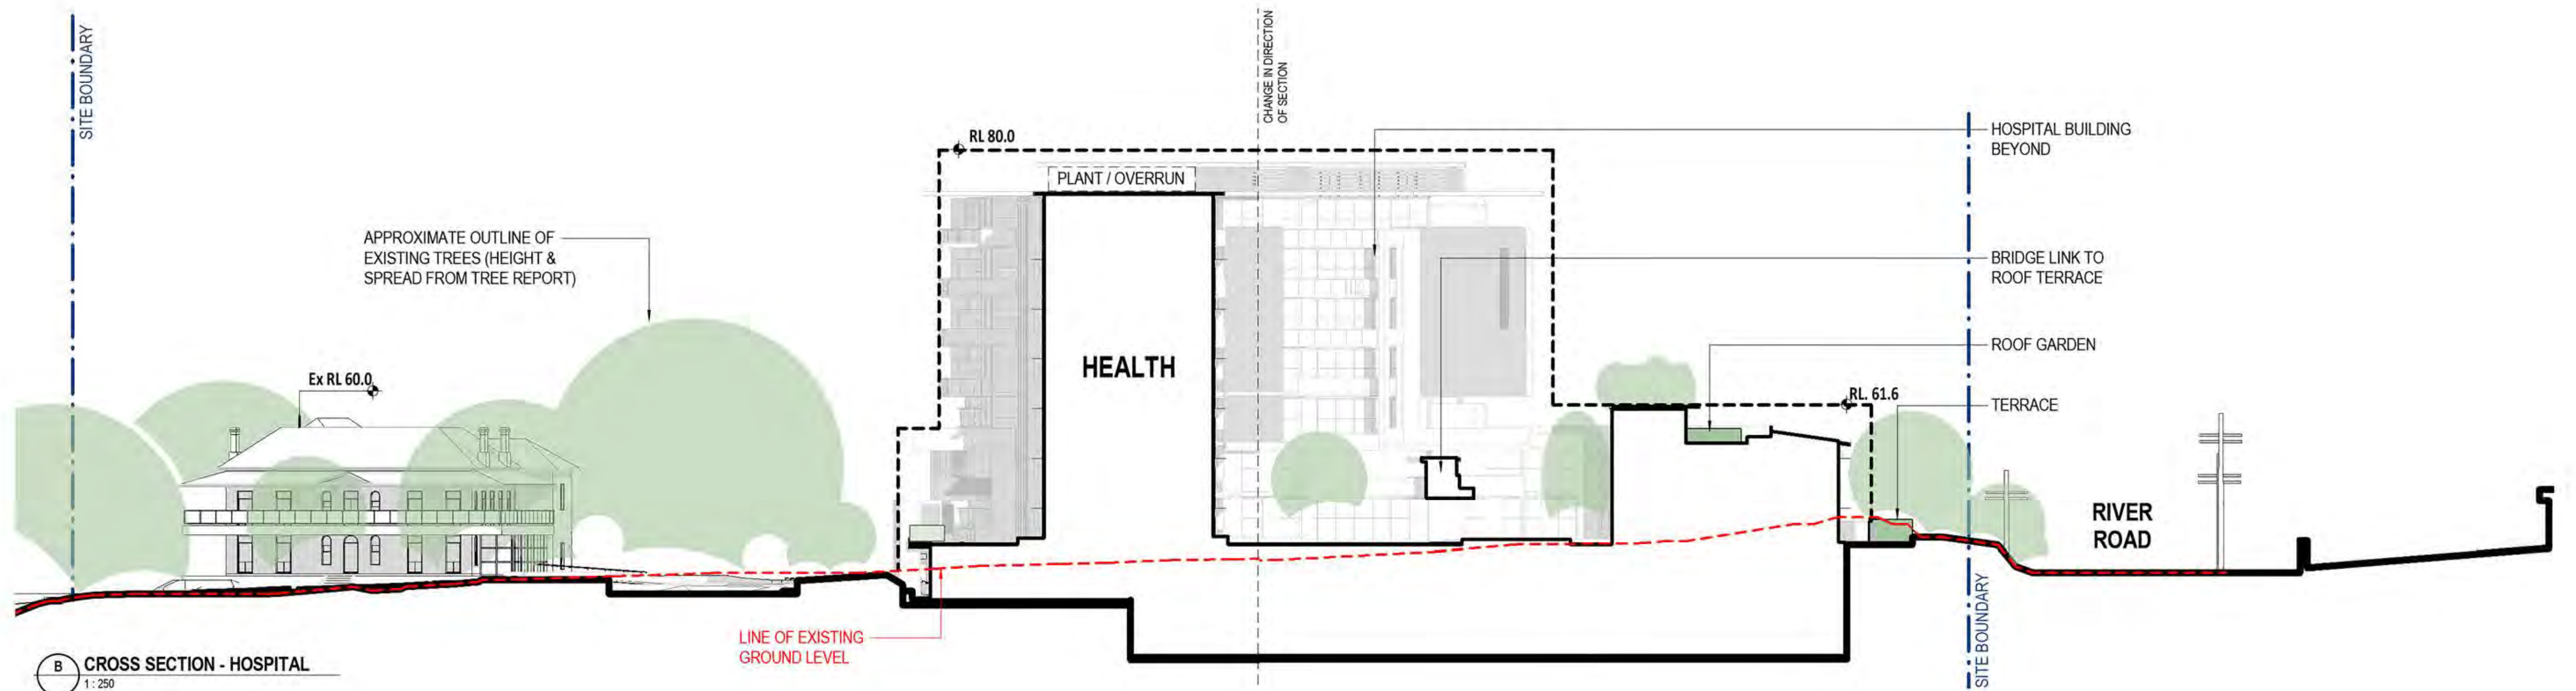 SITE BOUNDARY
CHANGE IN DIRECTION
OF SECTION
RL 80.0
HOSPITAL BUILDING
BEYOND
PLANT / OVERRUN
APPROXIMATE OUTLINE OF
EXISTING TREES (HEIGHT &
SPREAD FROM TREE REPORT)
BRIDGE LINK TO
ROOF TERRACE
HEALTH
ROOF GARDEN
Ex RL 60.0
RL. 61.6
TERRACE
RIVER
ROAD
LINE OF EXISTING
GROUND LEVEL
SITE BOUNDARY
B
CROSS SECTION - HOSPITAL
1 : 250